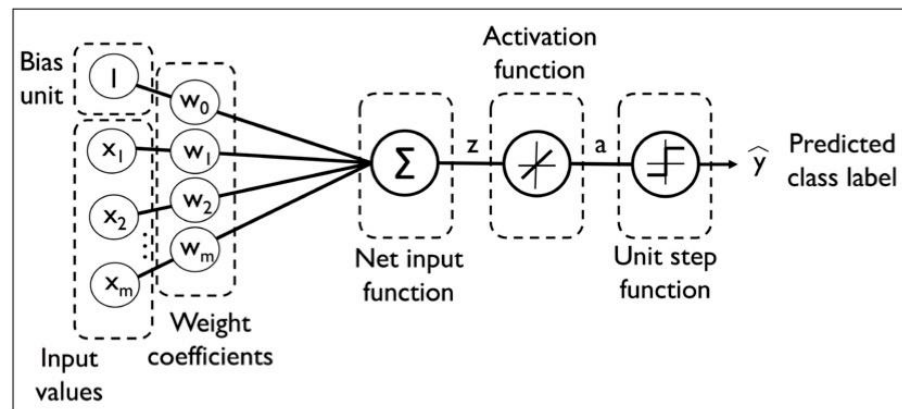 Bias
unit
1
x₁
x₂
⋮
xₘ
Input
values
w₀
w₁
w₂
wₘ
Weight
coefficients
Σ
Net input
function
z
Activation
function
a
Unit step
function
ŷ
Predicted
class label